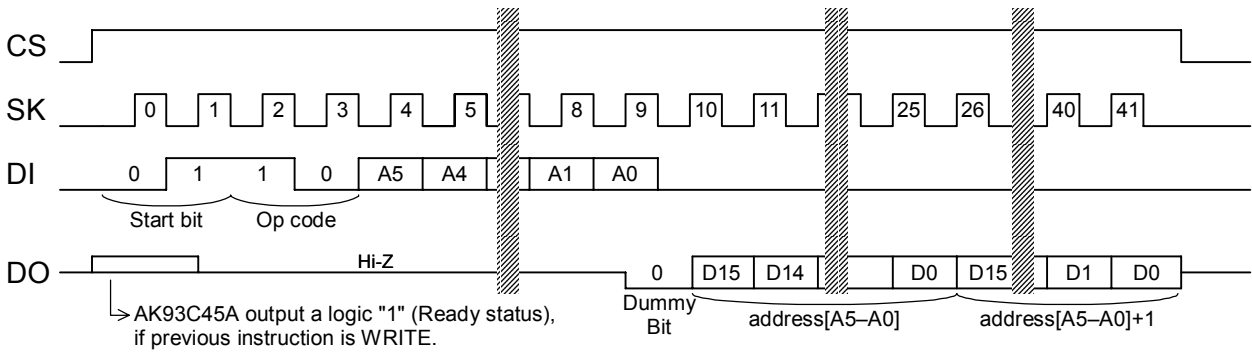 CS
SK 0 1 2 3 4 5 8 9 10 11 25 26 40 41
DI 0 1 1 0 A5 A4 A1 A0
Start bit Op code
DO Hi-Z 0 D15 D14 D0 D15 D1 D0
Dummy
Bit
address[A5–A0] address[A5–A0]+1
AK93C45A output a logic "1" (Ready status),
if previous instruction is WRITE.